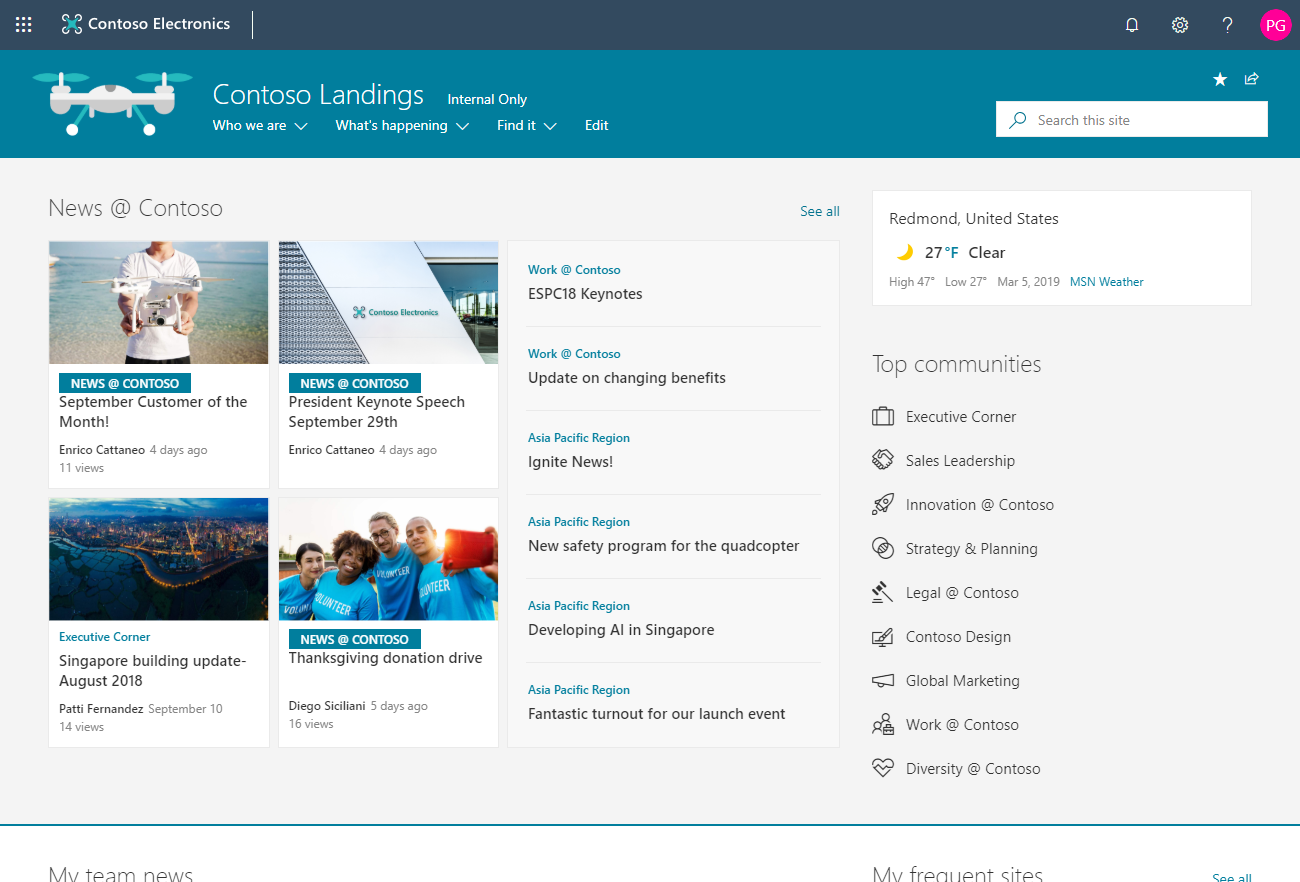 Contoso Electronics
PG
Contoso Landings
Internal Only
Who we are
What's happening
Find it
Edit
Search this site
News @ Contoso
See all
NEWS @ CONTOSO
September Customer of the
Month!
Enrico Cattaneo 4 days ago
11 views
Contoso Electronics
NEWS @ CONTOSO
President Keynote Speech
September 29th
Enrico Cattaneo 4 days ago
Executive Corner
Singapore building update-
August 2018
Patti Fernandez September 10
14 views
VOLUNTEER
VOLUNTEER
VOLUNTEER
NEWS @ CONTOSO
Thanksgiving donation drive
Diego Siciliani 5 days ago
16 views
Work @ Contoso
ESPC18 Keynotes
Work @ Contoso
Update on changing benefits
Asia Pacific Region
Ignite News!
Asia Pacific Region
New safety program for the quadcopter
Asia Pacific Region
Developing AI in Singapore
Asia Pacific Region
Fantastic turnout for our launch event
Redmond, United States
27 °F Clear
High 47° Low 27° Mar 5, 2019 MSN Weather
Top communities
Executive Corner
Sales Leadership
Innovation @ Contoso
Strategy & Planning
Legal @ Contoso
Contoso Design
Global Marketing
Work @ Contoso
Diversity @ Contoso
My team news
My frequent sites
See all